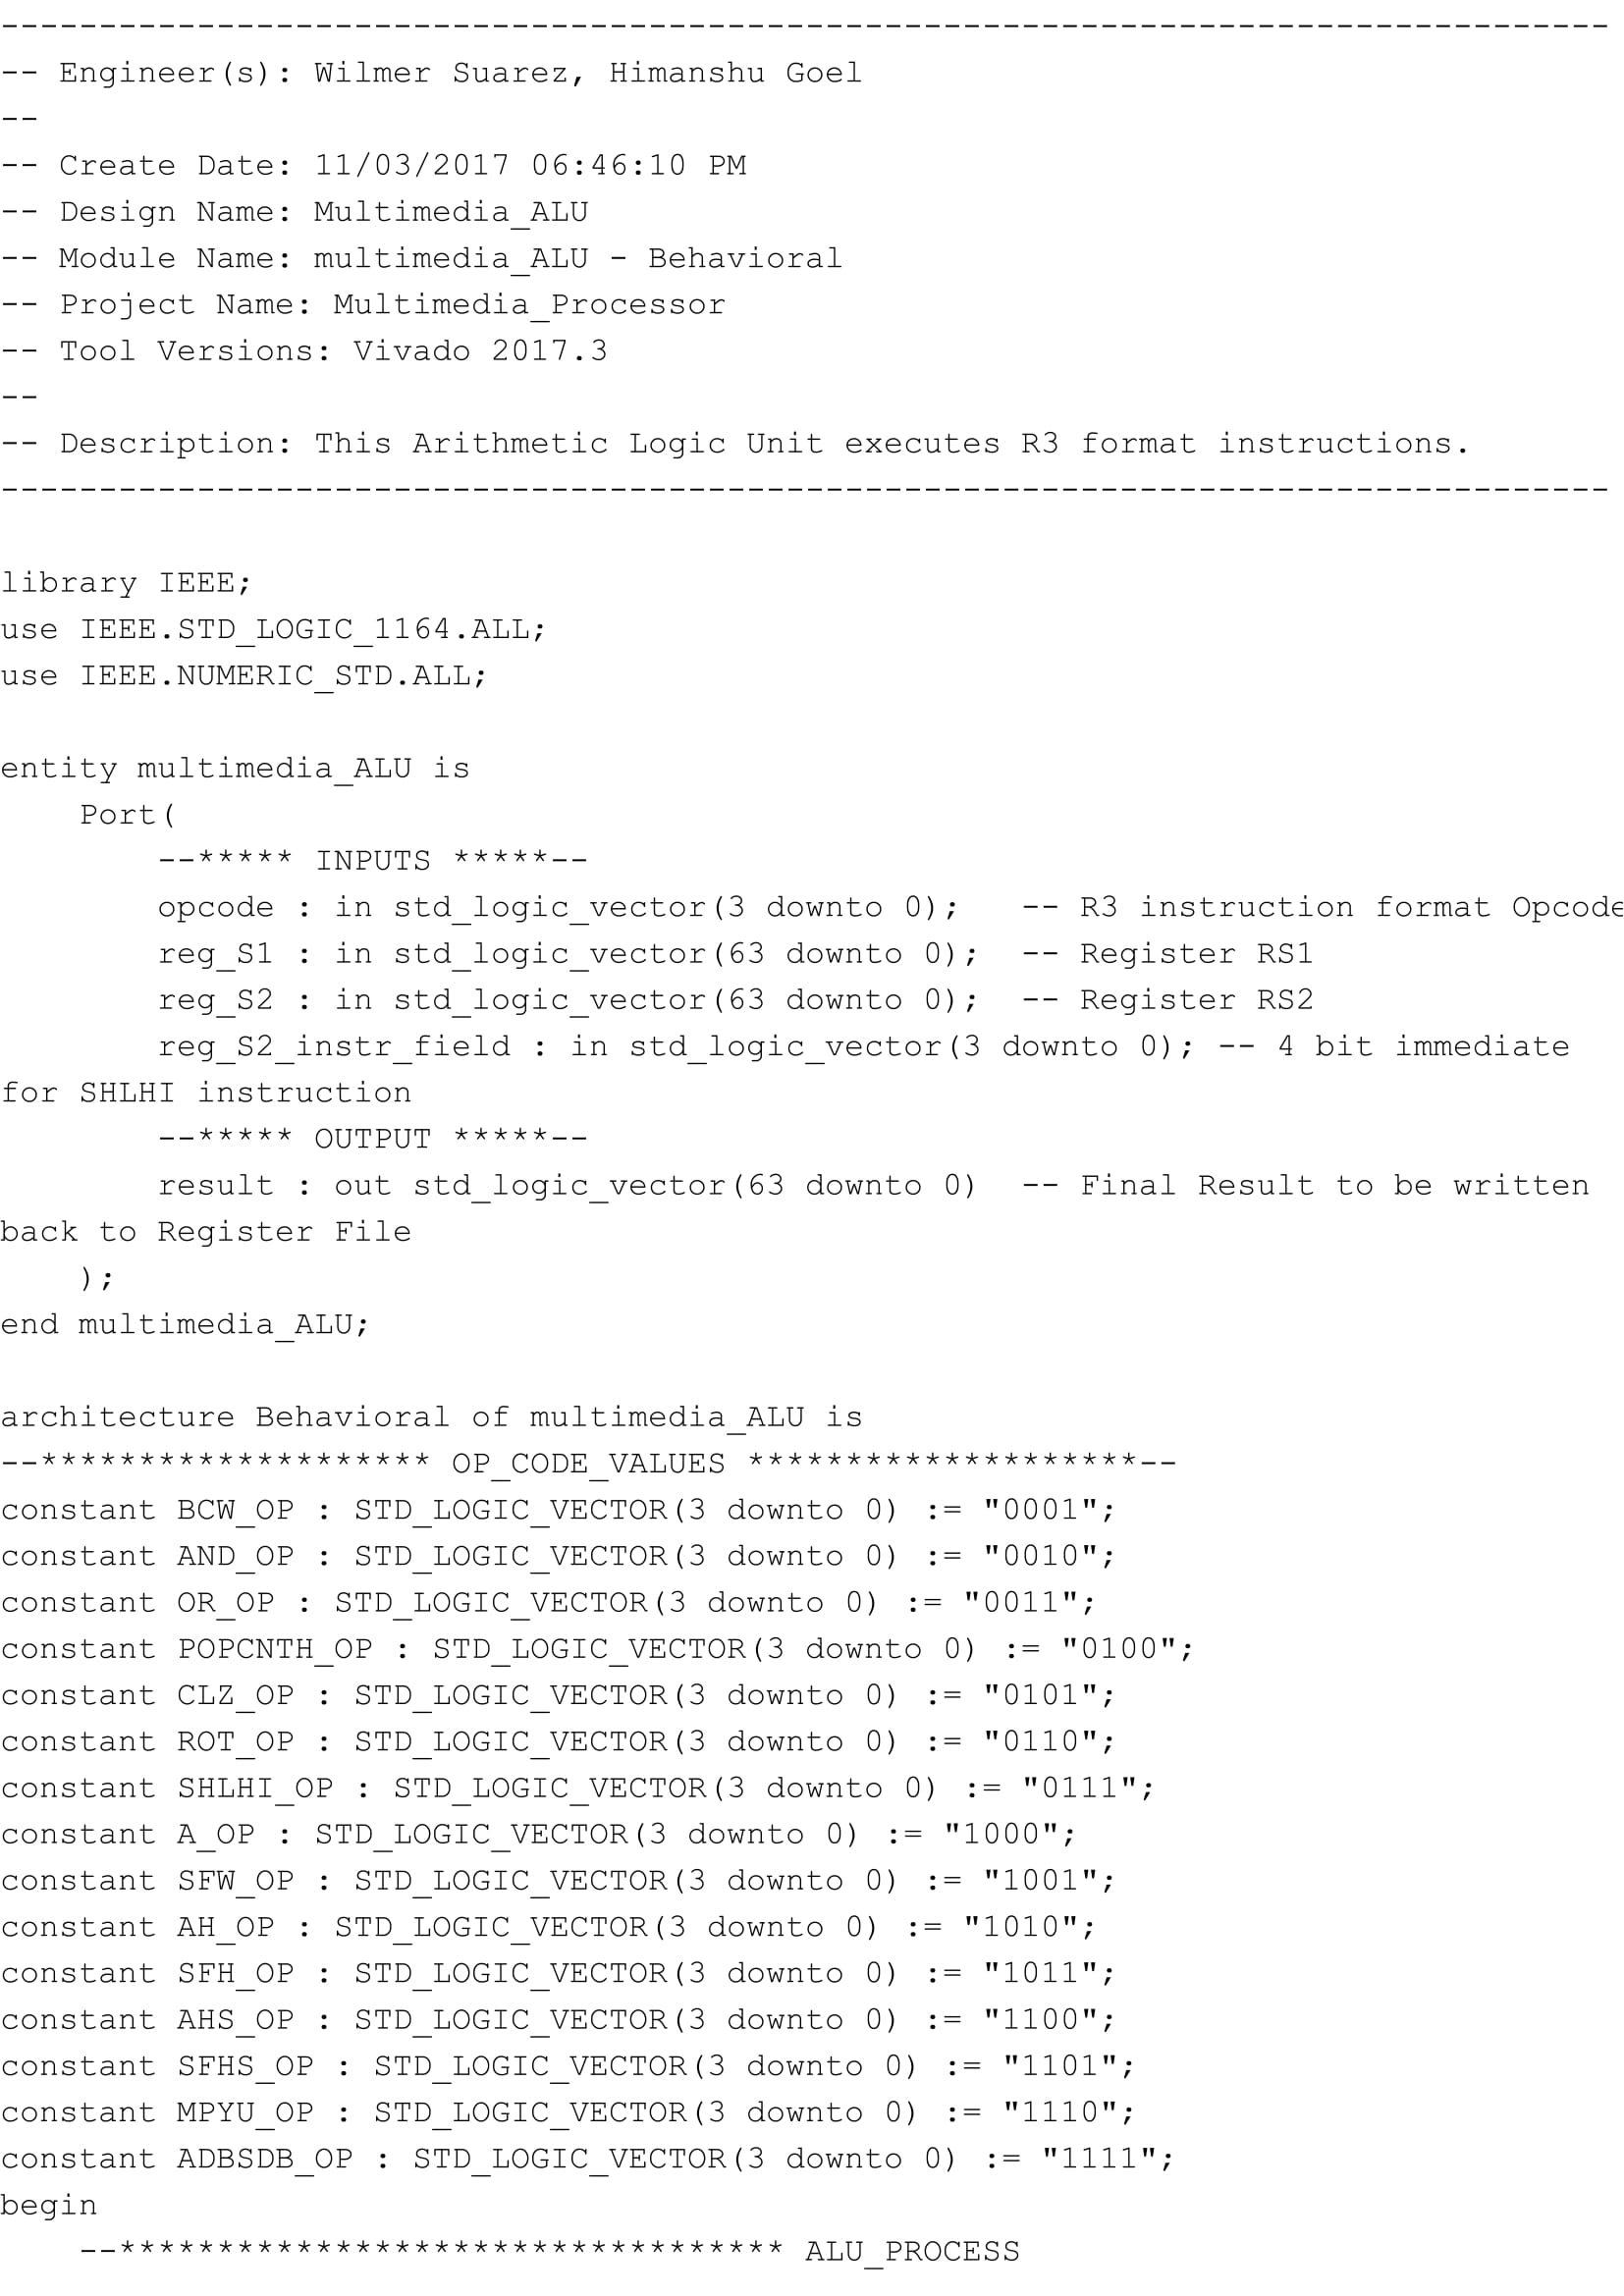 ----------------------------------------------------------------------------------
-- Engineer(s): Wilmer Suarez, Himanshu Goel
--
-- Create Date: 11/03/2017 06:46:10 PM
-- Design Name: Multimedia_ALU
-- Module Name: multimedia_ALU - Behavioral
-- Project Name: Multimedia_Processor
-- Tool Versions: Vivado 2017.3
--
-- Description: This Arithmetic Logic Unit executes R3 format instructions.
----------------------------------------------------------------------------------

library IEEE;
use IEEE.STD_LOGIC_1164.ALL;
use IEEE.NUMERIC_STD.ALL;

entity multimedia_ALU is
    Port(
        --***** INPUTS *****--
        opcode : in std_logic_vector(3 downto 0);   -- R3 instruction format Opcode
        reg_S1 : in std_logic_vector(63 downto 0);  -- Register RS1
        reg_S2 : in std_logic_vector(63 downto 0);  -- Register RS2
        reg_S2_instr_field : in std_logic_vector(3 downto 0); -- 4 bit immediate
for SHLHI instruction
        --***** OUTPUT *****--
        result : out std_logic_vector(63 downto 0)  -- Final Result to be written
back to Register File
    );
end multimedia_ALU;

architecture Behavioral of multimedia_ALU is
--******************** OP_CODE_VALUES ********************--
constant BCW_OP : STD_LOGIC_VECTOR(3 downto 0) := "0001";
constant AND_OP : STD_LOGIC_VECTOR(3 downto 0) := "0010";
constant OR_OP : STD_LOGIC_VECTOR(3 downto 0) := "0011";
constant POPCNTH_OP : STD_LOGIC_VECTOR(3 downto 0) := "0100";
constant CLZ_OP : STD_LOGIC_VECTOR(3 downto 0) := "0101";
constant ROT_OP : STD_LOGIC_VECTOR(3 downto 0) := "0110";
constant SHLHI_OP : STD_LOGIC_VECTOR(3 downto 0) := "0111";
constant A_OP : STD_LOGIC_VECTOR(3 downto 0) := "1000";
constant SFW_OP : STD_LOGIC_VECTOR(3 downto 0) := "1001";
constant AH_OP : STD_LOGIC_VECTOR(3 downto 0) := "1010";
constant SFH_OP : STD_LOGIC_VECTOR(3 downto 0) := "1011";
constant AHS_OP : STD_LOGIC_VECTOR(3 downto 0) := "1100";
constant SFHS_OP : STD_LOGIC_VECTOR(3 downto 0) := "1101";
constant MPYU_OP : STD_LOGIC_VECTOR(3 downto 0) := "1110";
constant ADBSDB_OP : STD_LOGIC_VECTOR(3 downto 0) := "1111";
begin
    --********************************** ALU_PROCESS